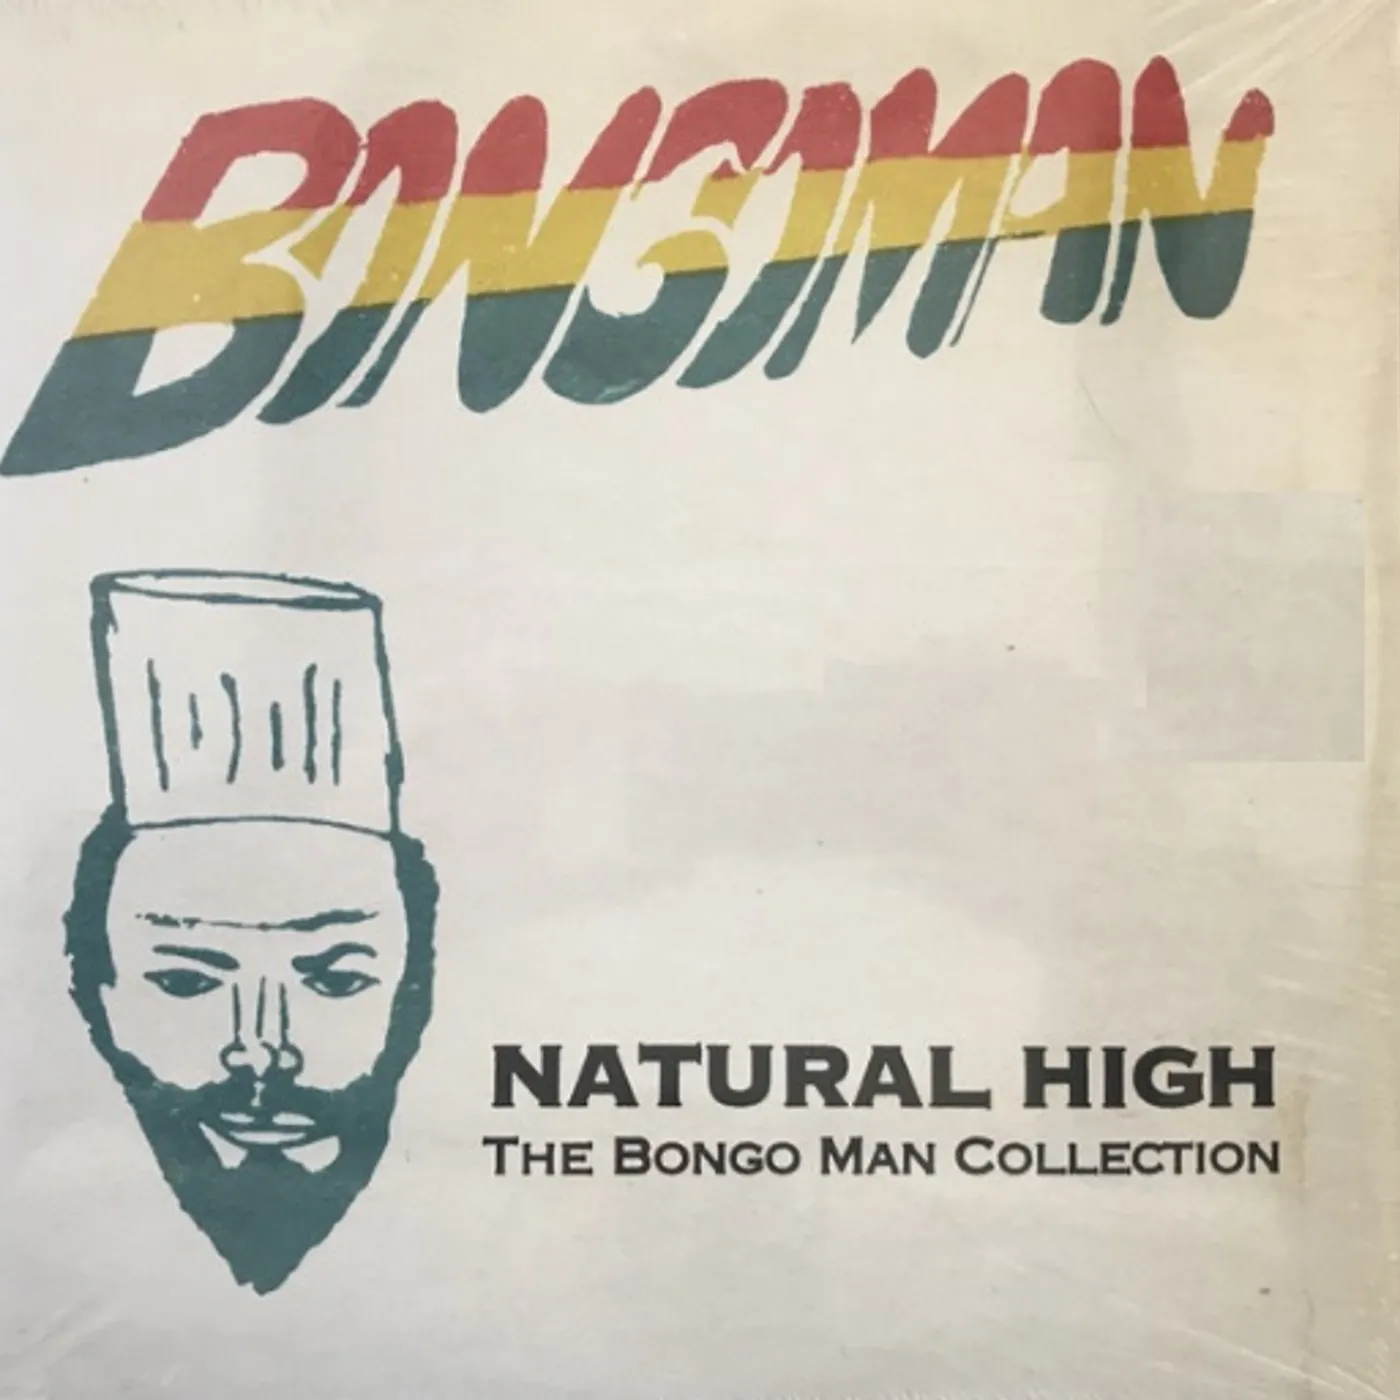 BONGOMAN
NATURAL HIGH
THE BONGO MAN COLLECTION